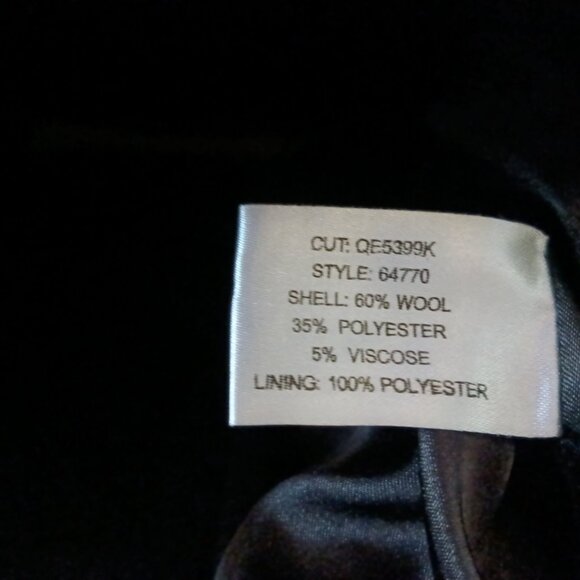 CUT: QE5399K
STYLE: 64770
SHELL: 60% WOOL
35% POLYESTER
5% VISCOSE
LINING: 100% POLYESTER